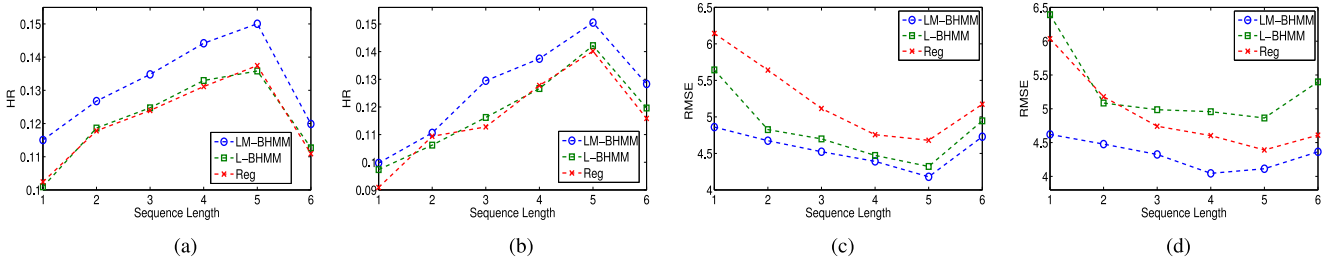 0.15
0.14
0.13
0.12
0.11
0.1
HR
1 2 3 4 5 6
Sequence Length
LM−BHMM
L−BHMM
Reg
(a)
0.15
0.14
0.13
0.12
0.11
0.1
0.09
HR
1 2 3 4 5 6
Sequence Length
LM−BHMM
L−BHMM
Reg
(b)
6.5
6
5.5
5
4.5
4
RMSE
1 2 3 4 5 6
Sequence Length
LM−BHMM
L−BHMM
Reg
(c)
6
5.5
5
4.5
4
RMSE
1 2 3 4 5 6
Sequence Length
LM−BHMM
L−BHMM
Reg
(d)